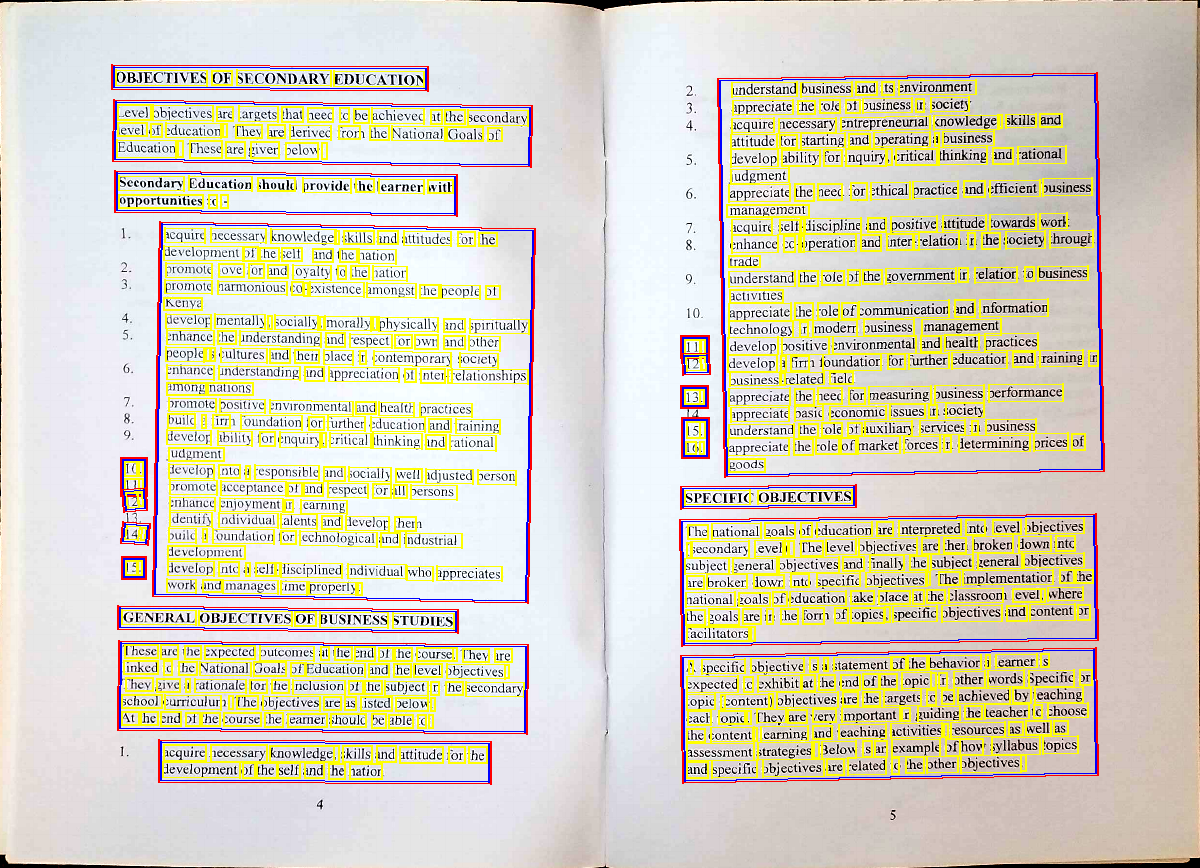 OBJECTIVES OF SECONDARY EDUCATION
Level objectives are targets that need to be achieved at the secondary
level of education. They are derived from the National Goals of
Education. These are given below:
Secondary Education should provide the learner with
opportunities to:-
1. acquire necessary knowledge, skills and attitudes for the
development of the self and the nation
2. promote love for and loyalty to the nation
3. promote harmonious co-existence amongst the people of
Kenya
4. develop mentally, socially, morally, physically and spiritually
5. enhance the understanding and respect for own and other
people's cultures and their place in contemporary society
6. enhance understanding and appreciation of inter-relationships
among nations
7. promote positive environmental and health practices
8. build a firm foundation for further education and training
9. develop ability for enquiry, critical thinking and rational
judgment
10. develop into a responsible and socially well adjusted person
11. promote acceptance of and respect for all persons
12. enhance enjoyment in learning
13. identify individual talents and develop them
14. build a foundation for technological and industrial
development
15. develop into a self-disciplined individual who appreciates
work and manages time properly.
GENERAL OBJECTIVES OF BUSINESS STUDIES
These are the expected outcomes at the end of the course. They are
linked to the National Goals of Education and the level objectives.
They give a rationale for the inclusion of the subject in the secondary
school curriculum. The objectives are as listed below.
At the end of the course the learner should be able to:
1. acquire necessary knowledge, skills and attitude for the
development of the self and the nation
4
2. understand business and its environment
3. appreciate the role of business in society
4. acquire necessary entrepreneurial knowledge, skills and
attitude for starting and operating a business
5. develop ability for inquiry, critical thinking and rational
judgment
6. appreciate the need for ethical practice and efficient business
management
7. acquire self-discipline and positive attitude towards work
8. enhance co-operation and inter-relation in the society through
trade
9. understand the role of the government in relation to business
activities
10. appreciate the role of communication and information
technology in modern business management
11. develop positive environmental and health practices
12. develop a firm foundation for further education and training in
business-related field
13. appreciate the need for measuring business performance
14. appreciate basic economic issues in society
15. understand the role of auxiliary services in business
16. appreciate the role of market forces in determining prices of
goods
SPECIFIC OBJECTIVES
The national goals of education are interpreted into level objectives
(secondary level). The level objectives are then broken down into
subject general objectives and finally the subject general objectives
are broken down into specific objectives. The implementation of the
national goals of education take place at the classroom level, where
the goals are in the form of topics, specific objectives and content or
facilitators.
A specific objective is a statement of the behavior a learner is
expected to exhibit at the end of the topic. In other words Specific or
topic (content) objectives are the targets to be achieved by teaching
each topic. They are very important in guiding the teacher to choose
the content, learning and teaching activities, resources as well as
assessment strategies. Below is an example of how syllabus topics
and specific objectives are related to the other objectives.
5